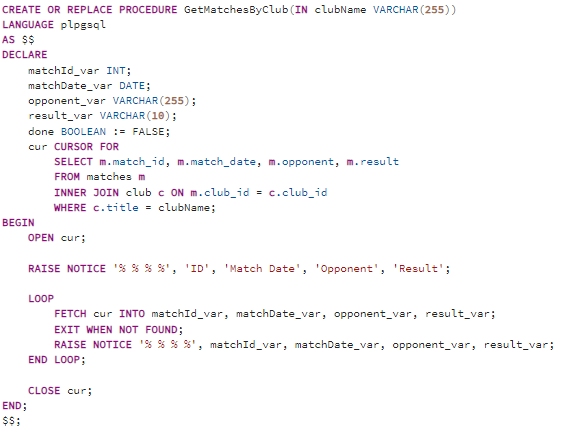 CREATE OR REPLACE PROCEDURE GetMatchesByClub(IN clubName VARCHAR(255))
LANGUAGE plpgsql
AS $$
DECLARE
    matchId_var INT;
    matchDate_var DATE;
    opponent_var VARCHAR(255);
    result_var VARCHAR(10);
    done BOOLEAN := FALSE;
    cur CURSOR FOR
        SELECT m.match_id, m.match_date, m.opponent, m.result
        FROM matches m
        INNER JOIN club c ON m.club_id = c.club_id
        WHERE c.title = clubName;
BEGIN
    OPEN cur;
    RAISE NOTICE '% % % %', 'ID', 'Match Date', 'Opponent', 'Result';
    LOOP
        FETCH cur INTO matchId_var, matchDate_var, opponent_var, result_var;
        EXIT WHEN NOT FOUND;
        RAISE NOTICE '% % % %', matchId_var, matchDate_var, opponent_var, result_var;
    END LOOP;
    CLOSE cur;
END;
$$;